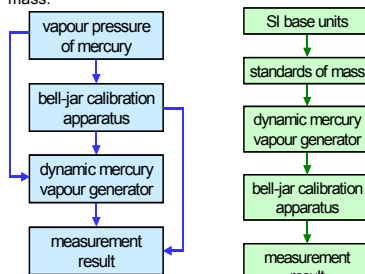 mass.
vapour pressure
of mercury
bell-jar calibration
apparatus
dynamic mercury
vapour generator
measurement
result
SI base units
standards of mass
dynamic mercury
vapour generator
bell-jar calibration
apparatus
measurement
result